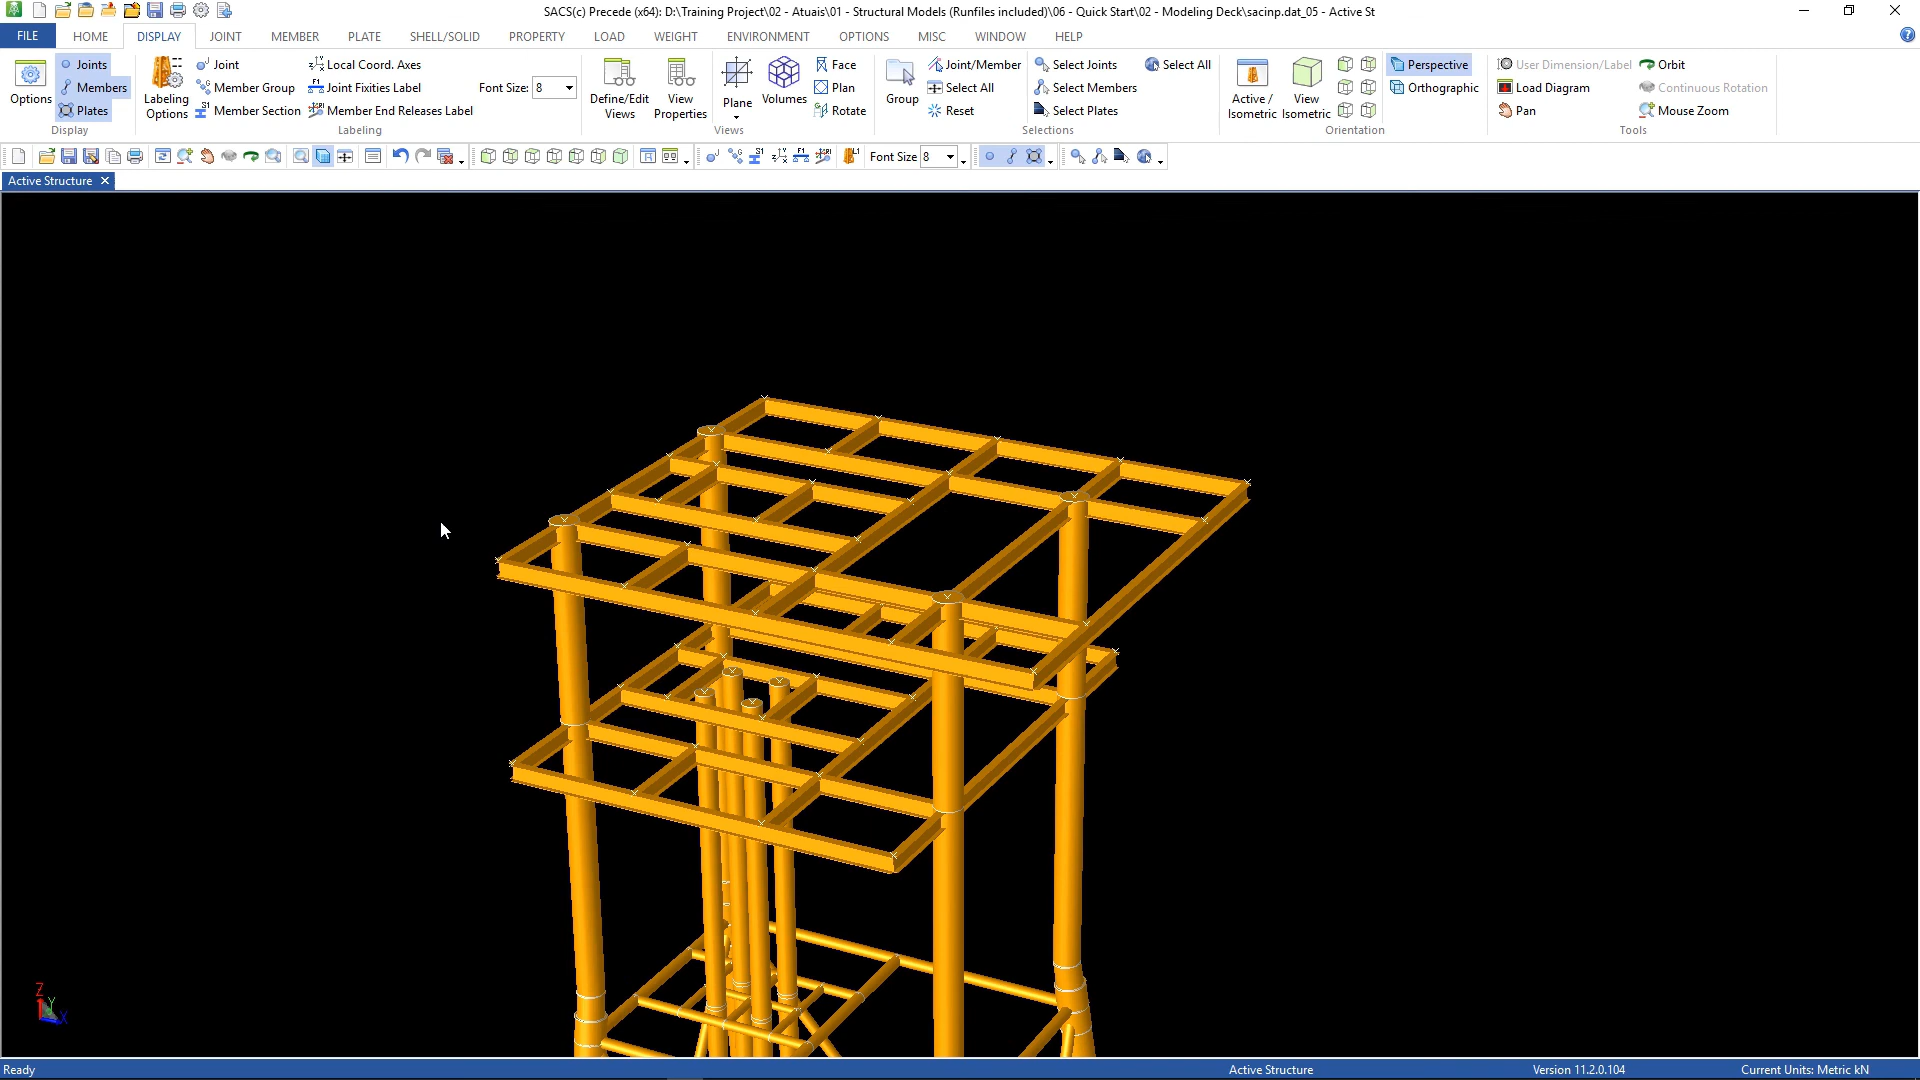 SACS(c) Precede (x64): D:\Training Project\02 - Atuais\01 - Structural Models (Runfiles included)\06 - Quick Start\02 - Modeling Deck\sacinp.dat_05 - Active St
FILE HOME DISPLAY JOINT MEMBER PLATE SHELL/SOLID PROPERTY LOAD WEIGHT ENVIRONMENT OPTIONS MISC WINDOW HELP
Joints Joint Local Coord. Axes Face Joint/Member Select Joints Select All Perspective User Dimension/Label Orbit
Members Member Group Joint Fixities Label Font Size: 8 Plan Select All Select Members Orthographic Load Diagram Continuous Rotation
Options Labeling Options Define/Edit Views View Properties Plane Volumes Group Active / Isometric View Isometric
Plates Member Section Member End Releases Label Rotate Reset Select Plates Pan Mouse Zoom
Display Labeling Views Selections Orientation Tools
Font Size 8
Active Structure
Z
Y
X
Ready Active Structure Version 11.2.0.104 Current Units: Metric kN